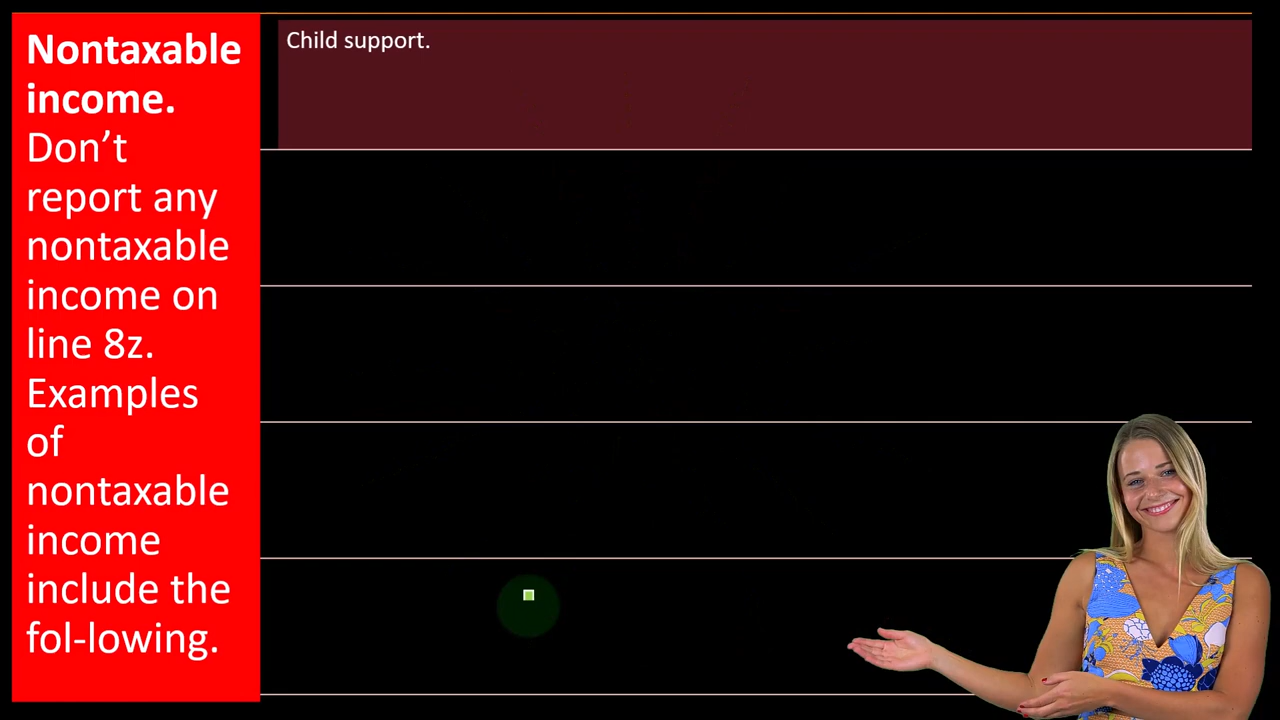 Nontaxable
income.
Don’t
report any
nontaxable
income on
line 8z.
Examples
of
nontaxable
income
include the
fol-lowing.
Child support.